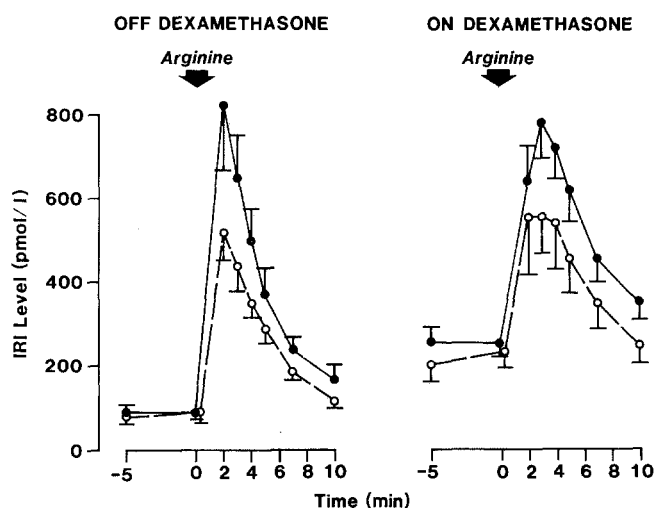 OFF DEXAMETHASONE
ON DEXAMETHASONE
Arginine
Arginine
800
600
400
200
0
IRI Level (pmol/l)
-5 0 2 4 6 8 10
-5 0 2 4 6 8 10
Time (min)